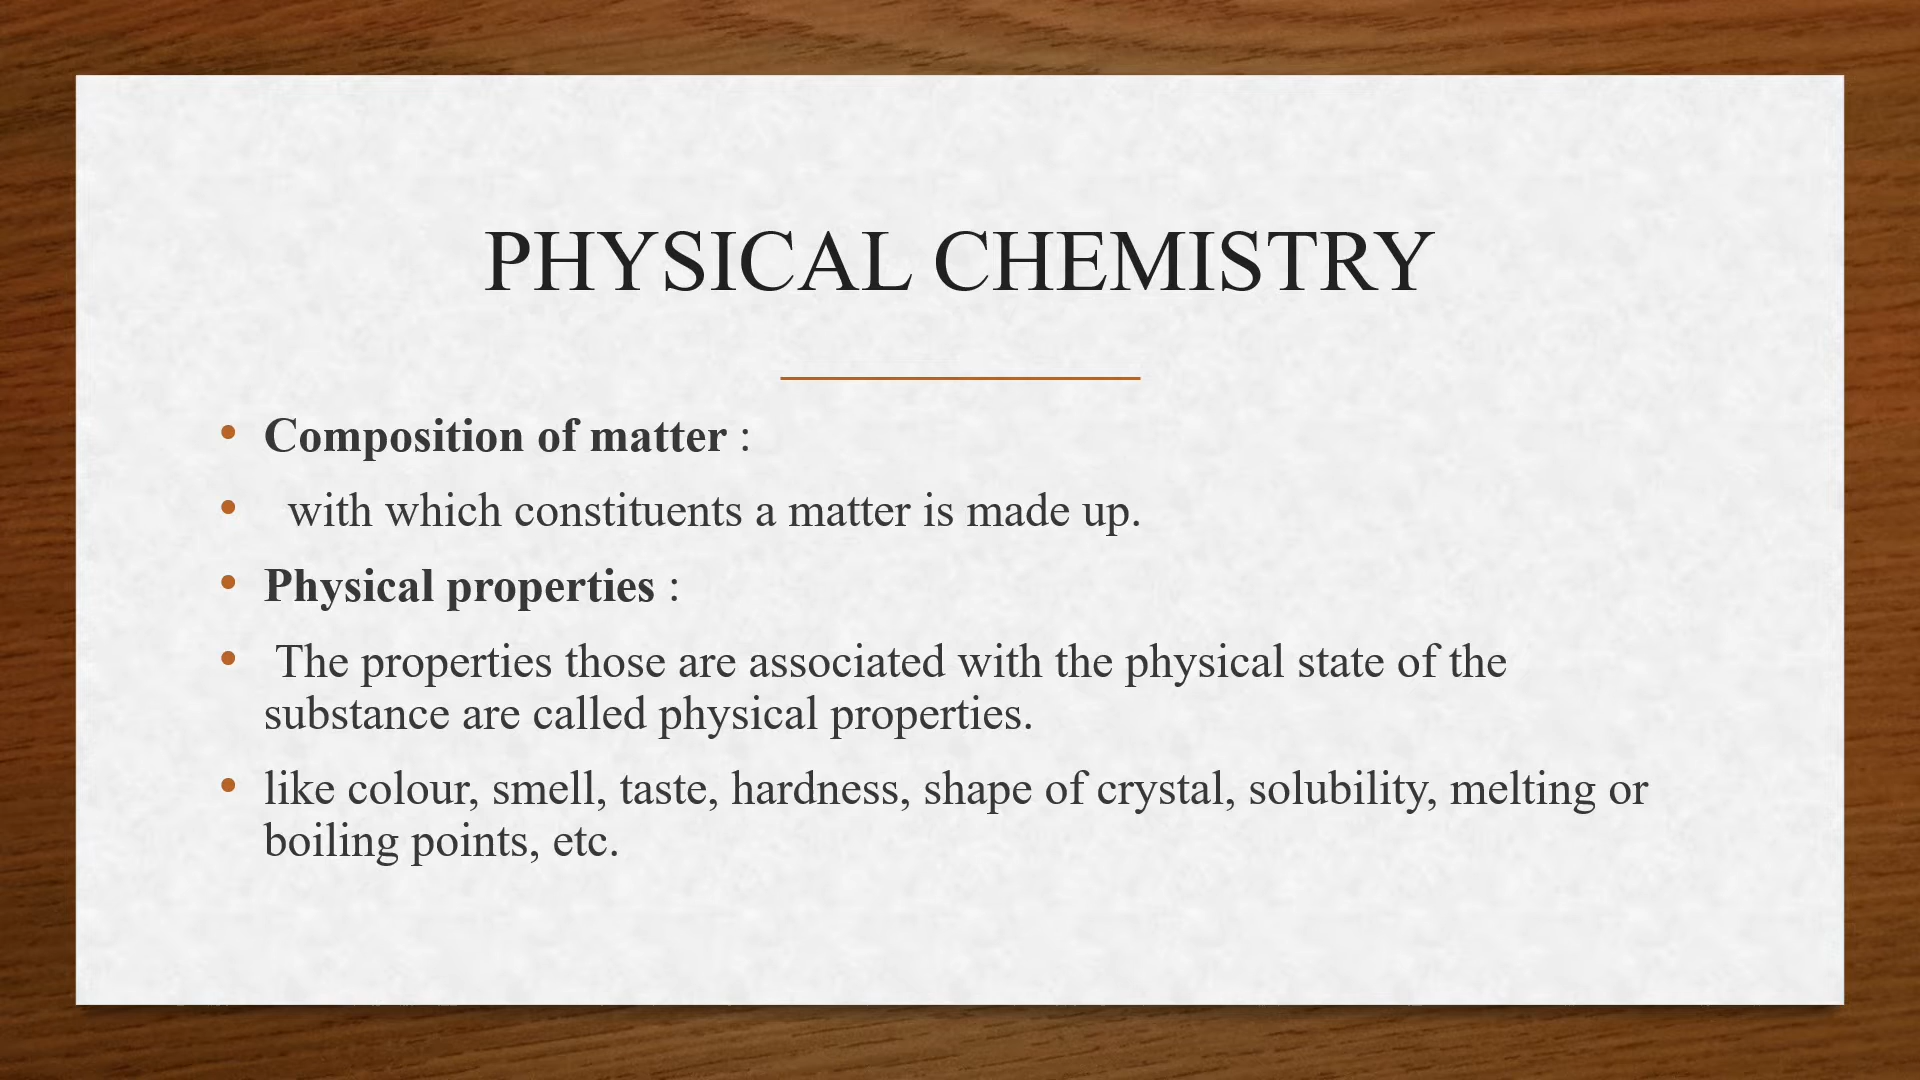 PHYSICAL CHEMISTRY
• Composition of matter :
• with which constituents a matter is made up.
• Physical properties :
• The properties those are associated with the physical state of the
substance are called physical properties.
• like colour, smell, taste, hardness, shape of crystal, solubility, melting or
boiling points, etc.